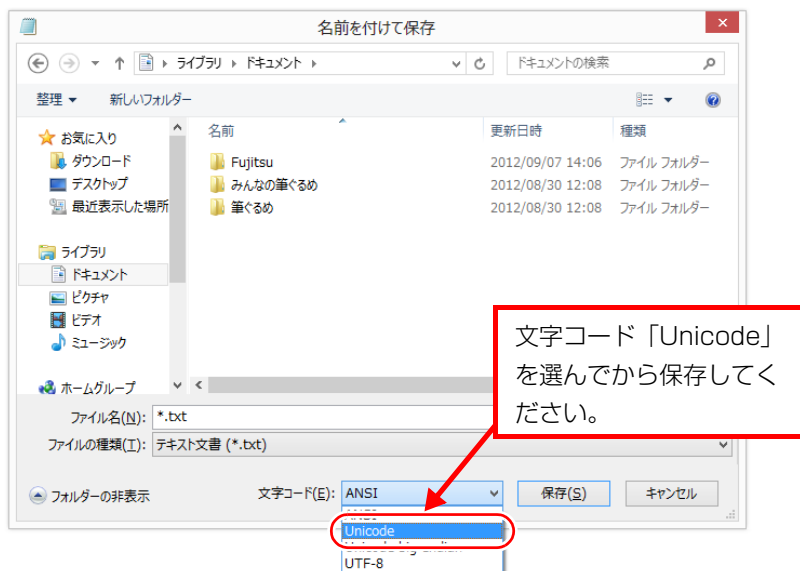 名前を付けて保存
ライブラリ ドキュメント
ドキュメントの検索
整理 新しいフォルダー
お気に入り
ダウンロード
デスクトップ
最近表示した場所
ライブラリ
ドキュメント
ピクチャ
ビデオ
ミュージック
ホームグループ
名前 更新日時 種類
Fujitsu 2012/09/07 14:06 ファイル フォルダー
みんなの筆ぐるめ 2012/08/30 12:08 ファイル フォルダー
筆ぐるめ 2012/08/30 12:08 ファイル フォルダー
文字コード「Unicode」
を選んでから保存してく
ださい。
ファイル名(N): *.txt
ファイルの種類(T): テキスト文書 (*.txt)
フォルダーの非表示
文字コード(E): ANSI
保存(S) キャンセル
Unicode
UTF-8